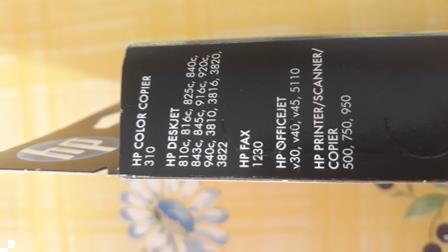 hp
HP COLOR COPIER
310
HP DESKJET
810c, 816c, 825c, 840c,
843c, 845c, 916c, 920c,
940c, 3810, 3816, 3820,
3822
HP FAX
1230
HP OFFICEJET
v30, v40, v45, 5110
HP PRINTER/SCANNER/
COPIER
500, 750, 950